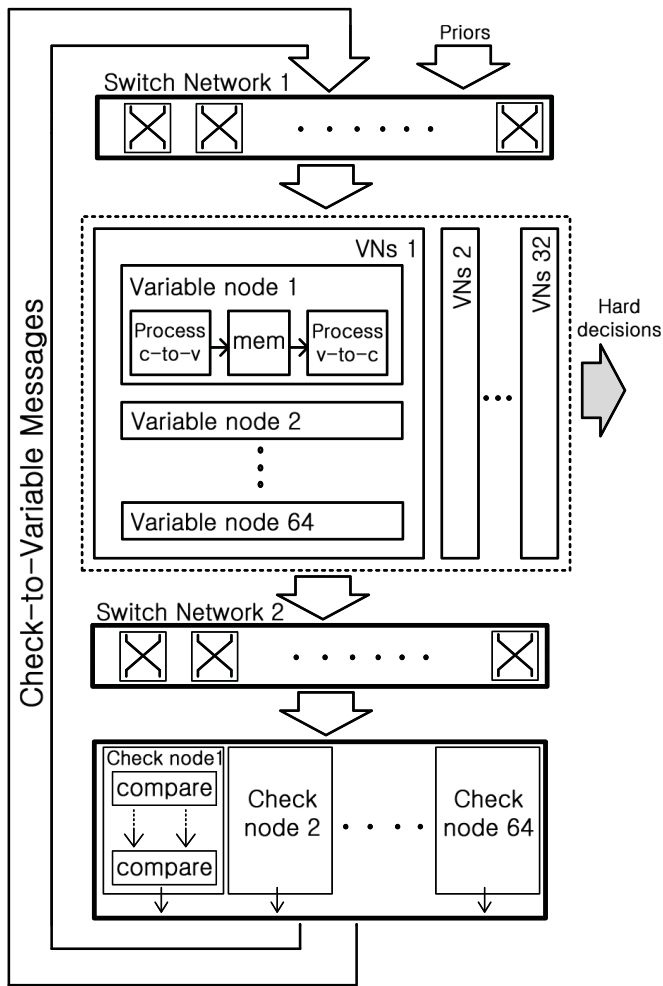 Priors
Switch Network 1
VNs 1
VNs 2
VNs 32
Variable node 1
Process
c-to-v
mem
Process
v-to-c
Variable node 2
Variable node 64
Hard
decisions
Check-to-Variable Messages
Switch Network 2
Check node1
compare
compare
Check
node 2
Check
node 64